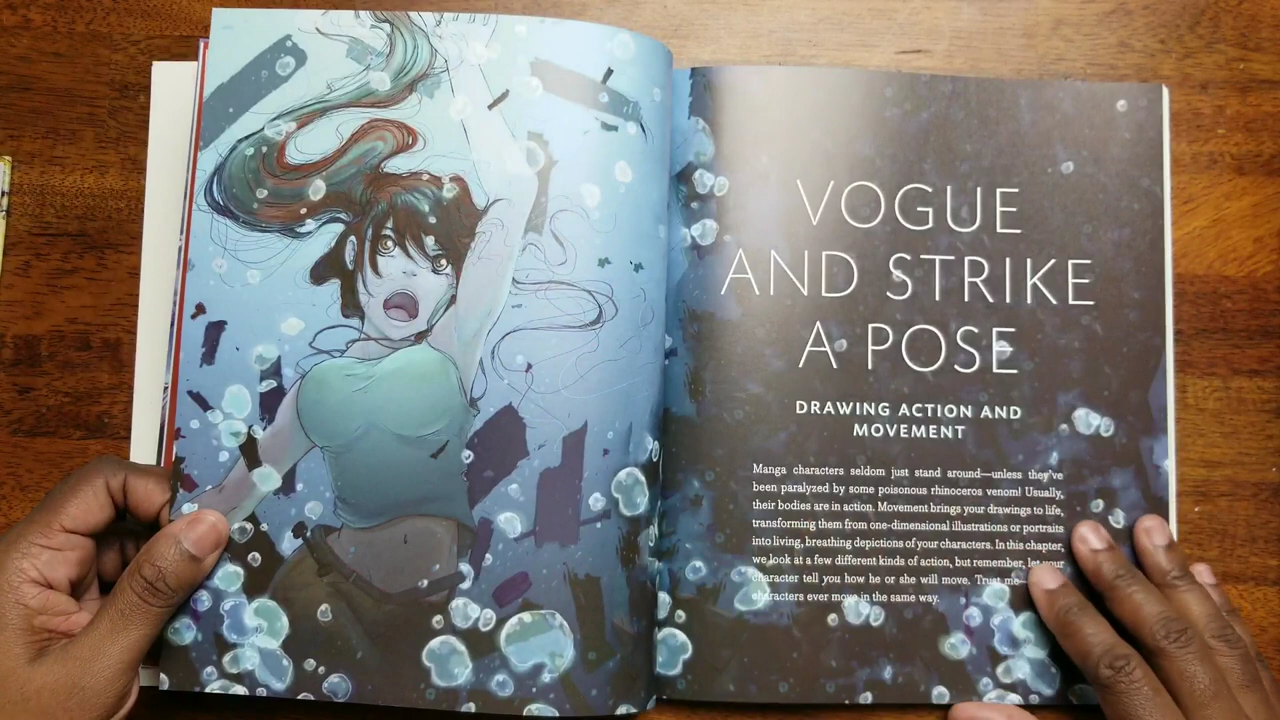 VOGUE
AND STRIKE
A POSE
DRAWING ACTION AND
MOVEMENT
Manga characters seldom just stand around—unless they've
been paralyzed by some poisonous rhinoceros venom! Usually,
their bodies are in action. Movement brings your drawings to life,
transforming them from one-dimensional illustrations or portraits
into living, breathing depictions of your characters. In this chapter,
we look at a few different kinds of action, but remember, let your
character tell you how he or she will move. Trust me—
characters ever move in the same way.